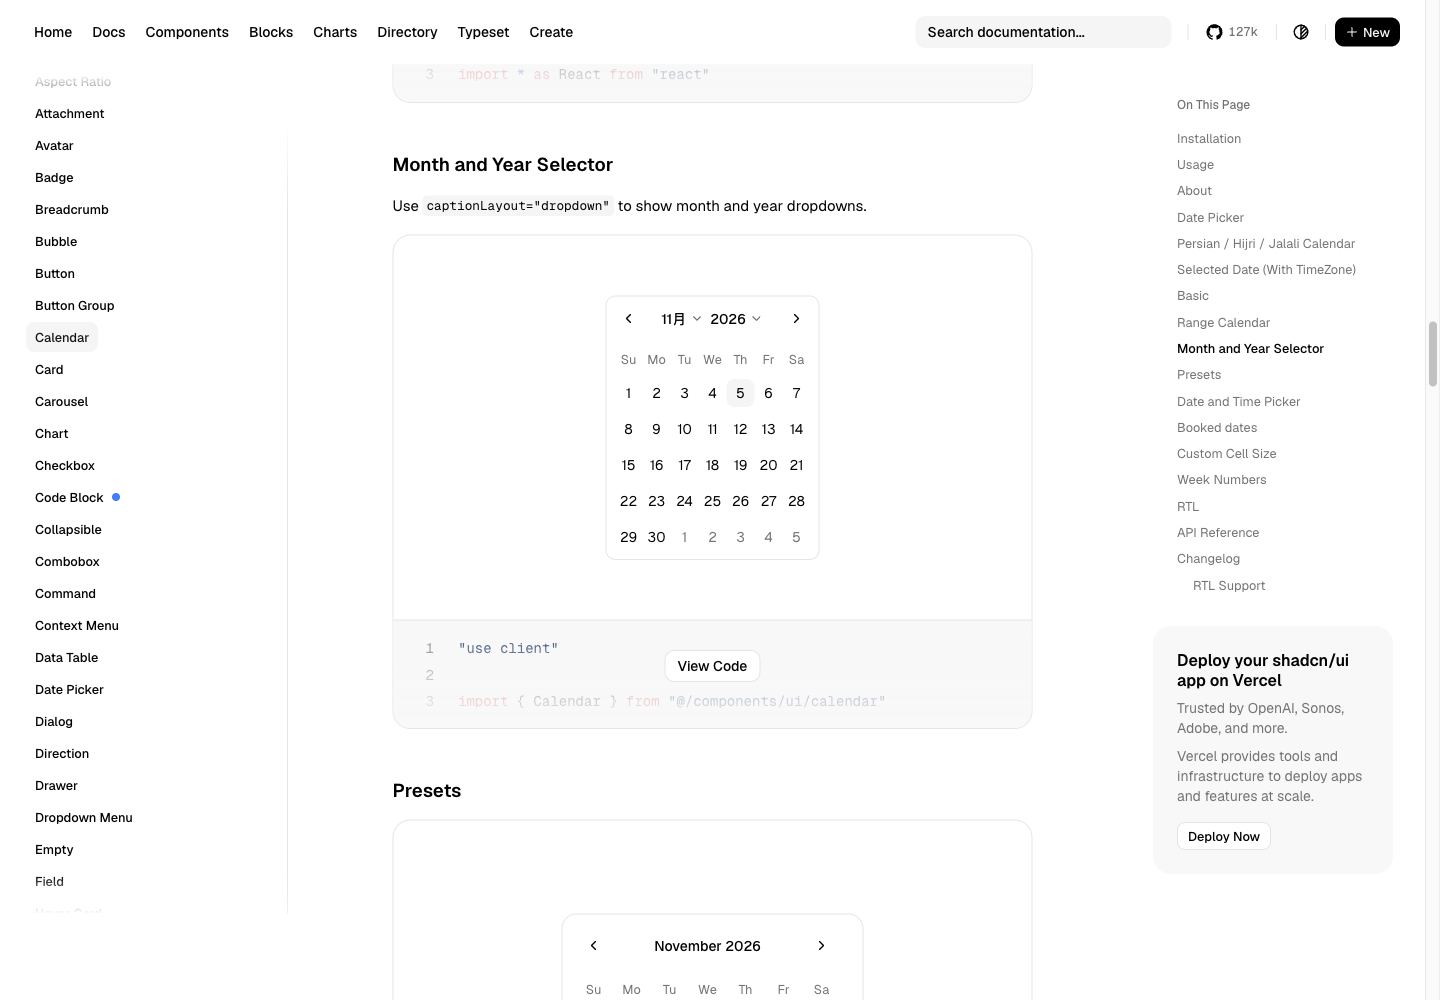 Home Docs Components Blocks Charts Directory Typeset Create
Search documentation...
127k
New
Aspect Ratio
Attachment
Avatar
Badge
Breadcrumb
Bubble
Button
Button Group
Calendar
Card
Carousel
Chart
Checkbox
Code Block
Collapsible
Combobox
Command
Context Menu
Data Table
Date Picker
Dialog
Direction
Drawer
Dropdown Menu
Empty
Field
3 import * as React from "react"
Month and Year Selector
Use captionLayout="dropdown" to show month and year dropdowns.
11月 2026
Su Mo Tu We Th Fr Sa
1 2 3 4 5 6 7
8 9 10 11 12 13 14
15 16 17 18 19 20 21
22 23 24 25 26 27 28
29 30 1 2 3 4 5
1 "use client"
2
View Code
3 import { Calendar } from "@/components/ui/calendar"
Presets
November 2026
Su Mo Tu We Th Fr Sa
On This Page
Installation
Usage
About
Date Picker
Persian / Hijri / Jalali Calendar
Selected Date (With TimeZone)
Basic
Range Calendar
Month and Year Selector
Presets
Date and Time Picker
Booked dates
Custom Cell Size
Week Numbers
RTL
API Reference
Changelog
RTL Support
Deploy your shadcn/ui
app on Vercel
Trusted by OpenAI, Sonos,
Adobe, and more.
Vercel provides tools and
infrastructure to deploy apps
and features at scale.
Deploy Now